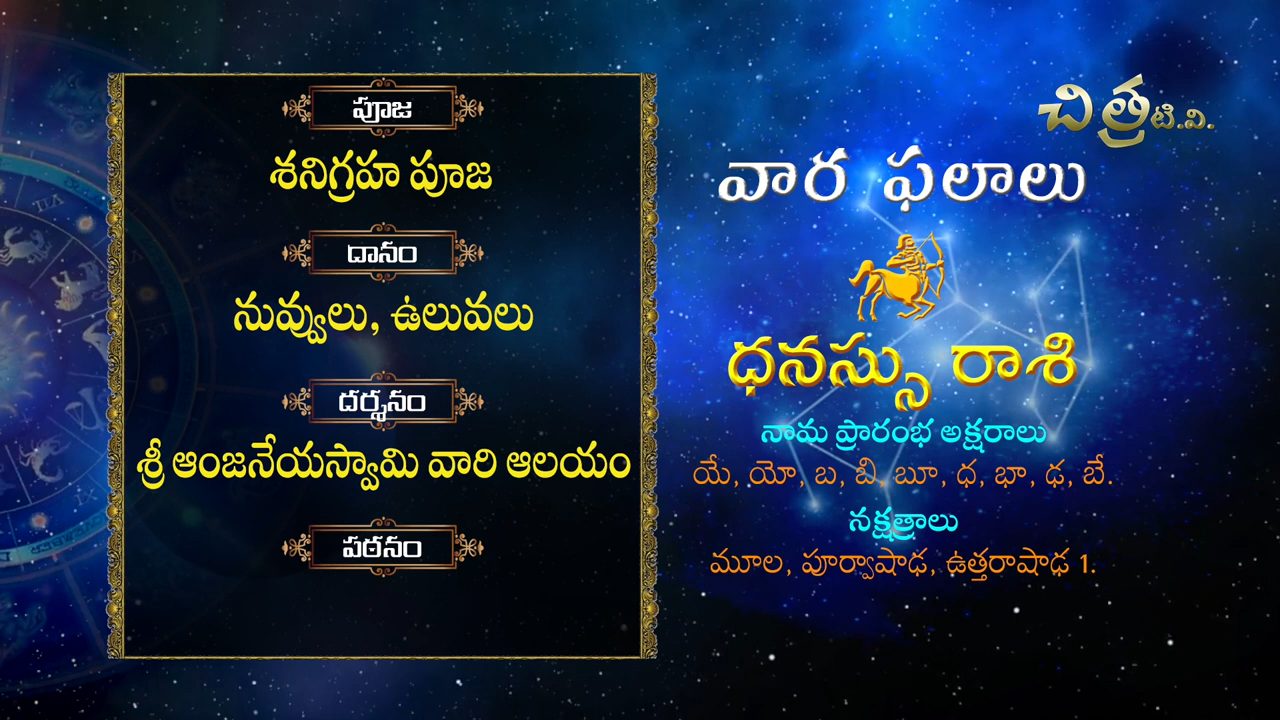 పూజ
శనిగ్రహ పూజ
దానం
నువ్వులు, ఉలువలు
దర్శనం
శ్రీ ఆంజనేయస్వామి వారి ఆలయం
పఠనం
చిత్ర టి.వి.
వార ఫలాలు
ధనస్సు రాశి
నామ ప్రారంభ అక్షరాలు
యే, యో, బ, బి, బూ, ధ, భా, ఢ, బే.
నక్షత్రాలు
మూల, పూర్వాషాఢ, ఉత్తరాషాఢ 1.